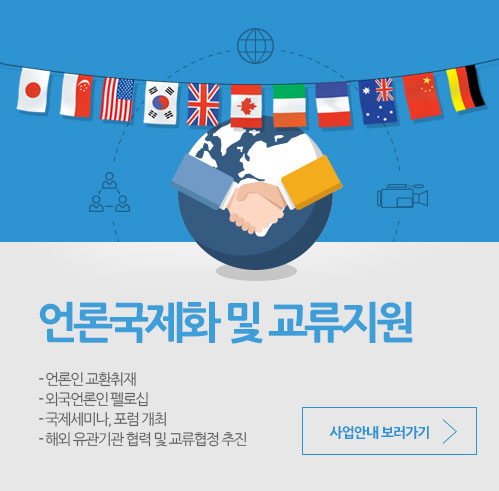 언론국제화 및 교류지원
- 언론인 교환취재
- 외국언론인 펠로십
- 국제세미나, 포럼 개최
- 해외 유관기관 협력 및 교류협정 추진
사업안내 보러가기